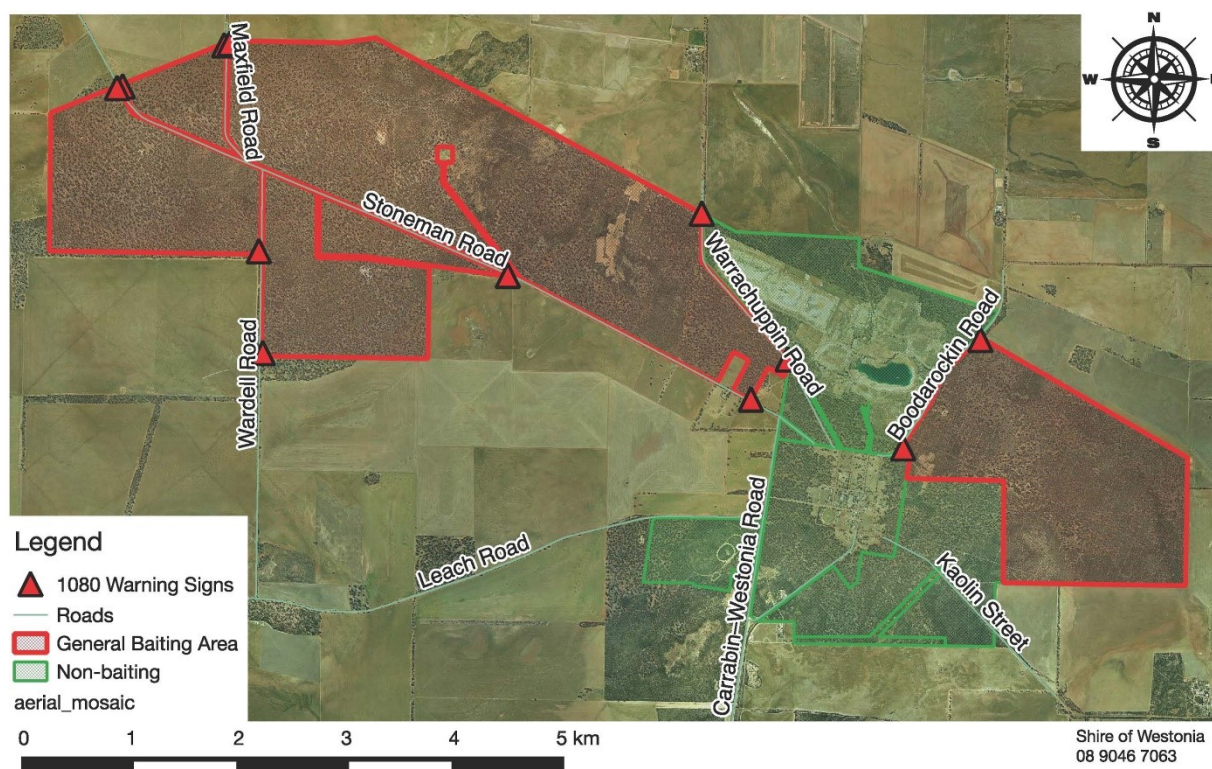 N
W
S
Maxfield Road
Stoneman Road
Warrachuppin Road
Boodarockin Road
Wardell Road
Leach Road
Carrabin–Westonia Road
Kaolin Street
Legend
1080 Warning Signs
Roads
General Baiting Area
Non-baiting
aerial_mosaic
0 1 2 3 4 5 km
Shire of Westonia
08 9046 7063